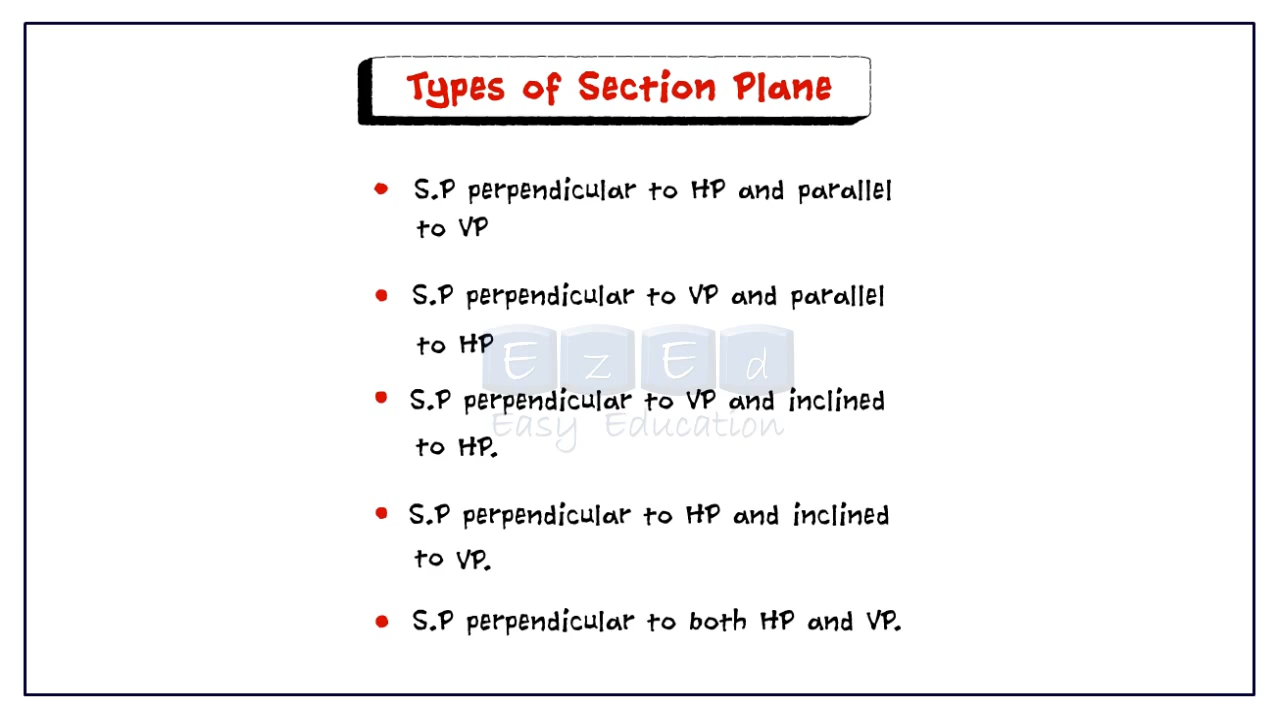 Types of Section Plane
• S.P perpendicular to HP and parallel
to VP
• S.P perpendicular to VP and parallel
to HP
EzEd
• S.P perpendicular to VP and inclined
Easy Education
to HP.
• S.P perpendicular to HP and inclined
to VP.
• S.P perpendicular to both HP and VP.